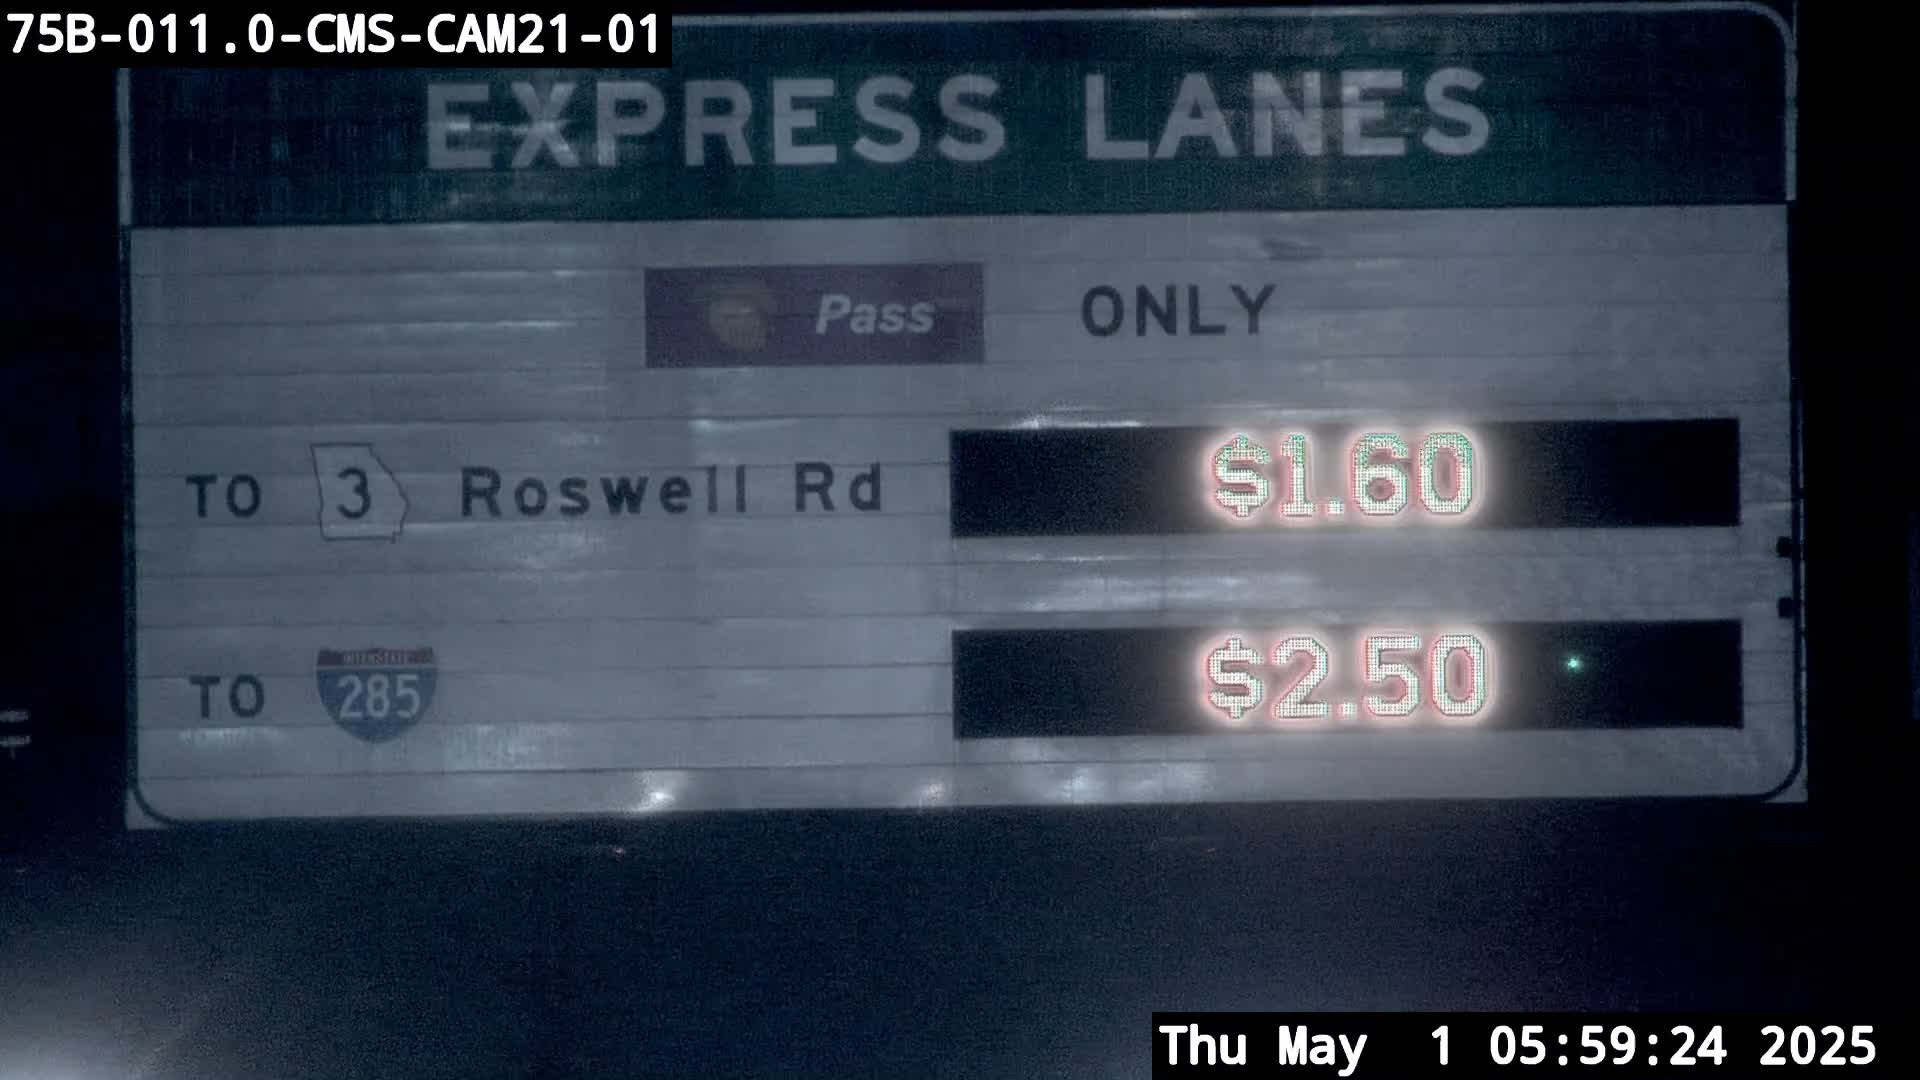 75B-011.0-CMS-CAM21-01
EXPRESS LANES
Pass ONLY
TO 3 Roswell Rd $1.60
TO INTERSTATE 285 $2.50
Thu May 1 05:59:24 2025